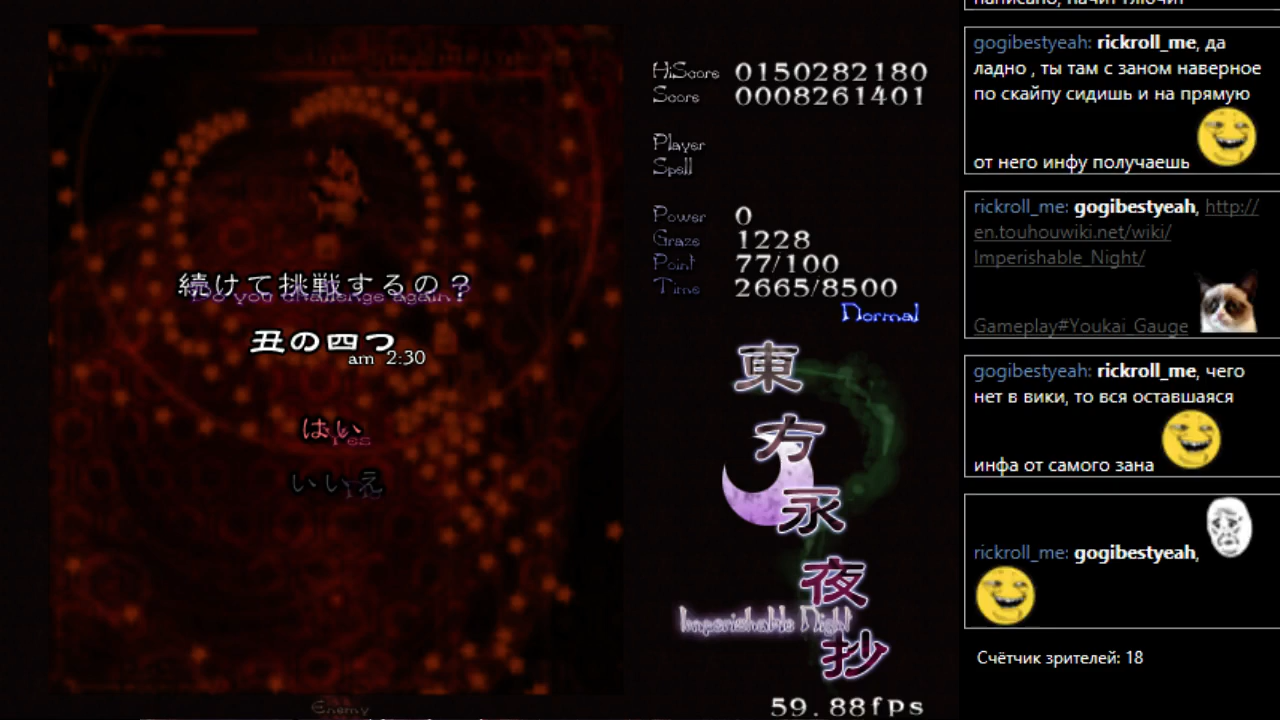 HiScore 0150282180
Score 0008261401
Player
Spell
Power 0
Graze 1228
Point 77/100
Time 2665/8500
Normal
続けて挑戦するの？
Do you challenge again?
丑の四つ
am 2:30
はい
Yes
いいえ
東
方
永
夜
抄
Imperishable Night
59.88fps
Enemy
написано, начит глючит
gogibestyeah: rickroll_me, да
ладно , ты там с заном наверное
по скайпу сидишь и на прямую
от него инфу получаешь
rickroll_me: gogibestyeah, http://
en.touhouwiki.net/wiki/
Imperishable_Night/
Gameplay#Youkai_Gauge
gogibestyeah: rickroll_me, чего
нет в вики, то вся оставшаяся
инфа от самого зана
rickroll_me: gogibestyeah,
Счётчик зрителей: 18